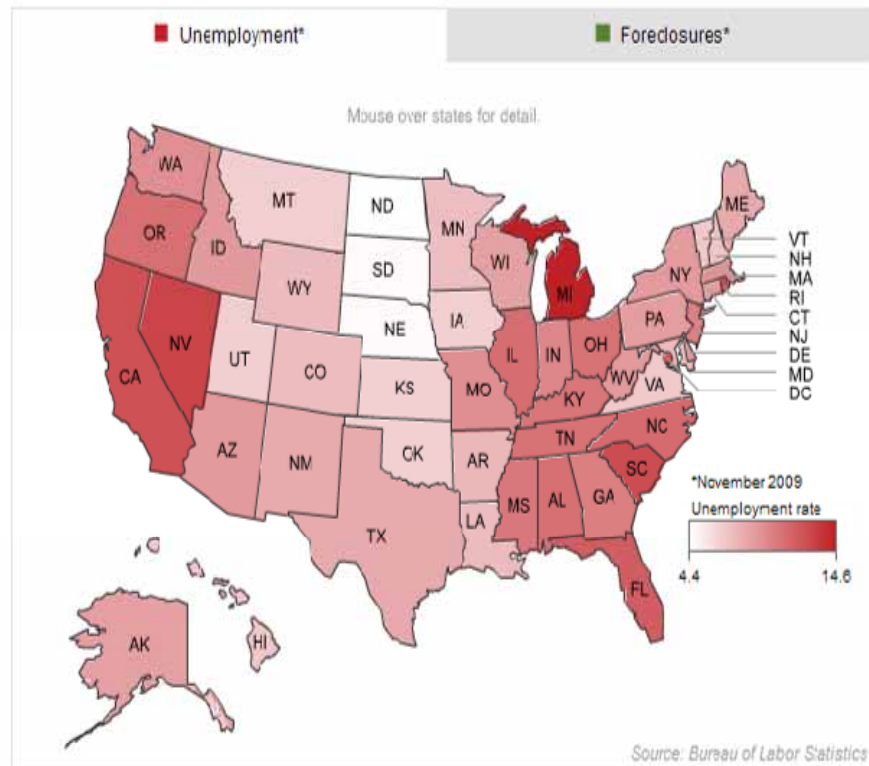 Unemployment*
Foreclosures*
Mouse over states for detail.
WA
MT
ND
MN
ME
OR
ID
SD
WI
NY
VT
NH
MA
RI
CT
NJ
DE
MD
DC
WY
MI
PA
NV
UT
NE
IA
IL
IN
OH
CA
CO
KS
MO
WV
VA
KY
AZ
NM
OK
AR
TN
NC
SC
TX
LA
MS
AL
GA
FL
*November 2009
Unemployment rate
4.4
14.6
AK
HI
Source: Bureau of Labor Statistics